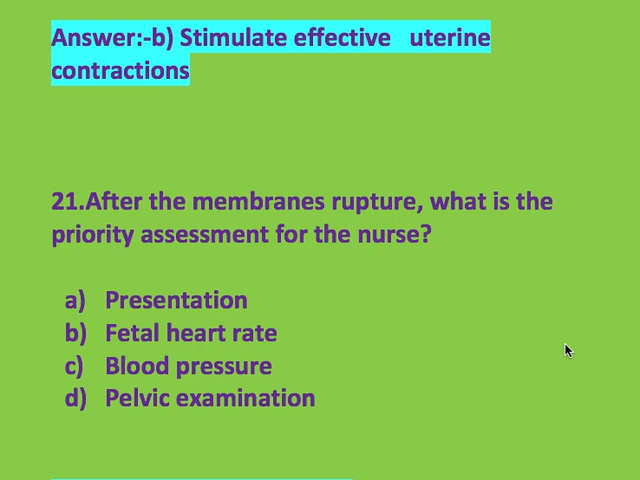 Answer:-b) Stimulate effective uterine
contractions
21.After the membranes rupture, what is the
priority assessment for the nurse?
a) Presentation
b) Fetal heart rate
c) Blood pressure
d) Pelvic examination